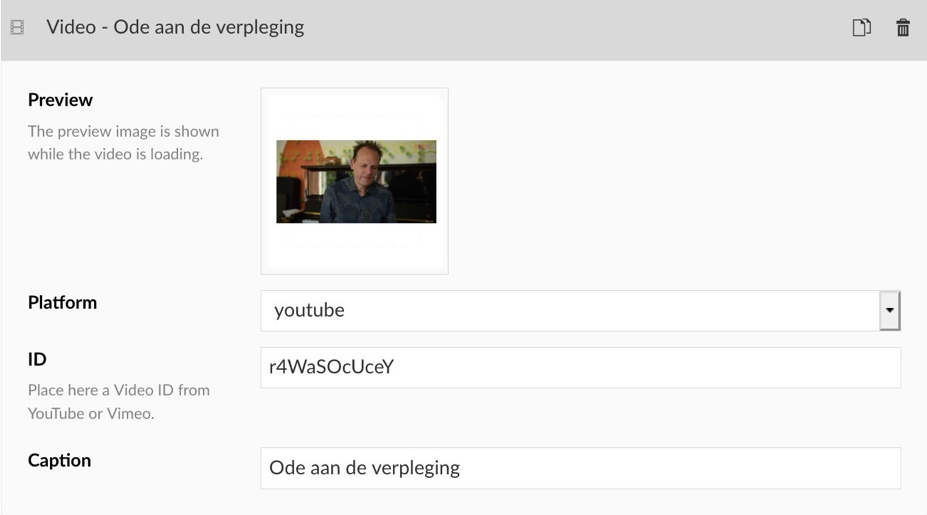 Video - Ode aan de verpleging
Preview
The preview image is shown
while the video is loading.
Platform
youtube
ID
r4WaSOcUceY
Place here a Video ID from
YouTube or Vimeo.
Caption
Ode aan de verpleging